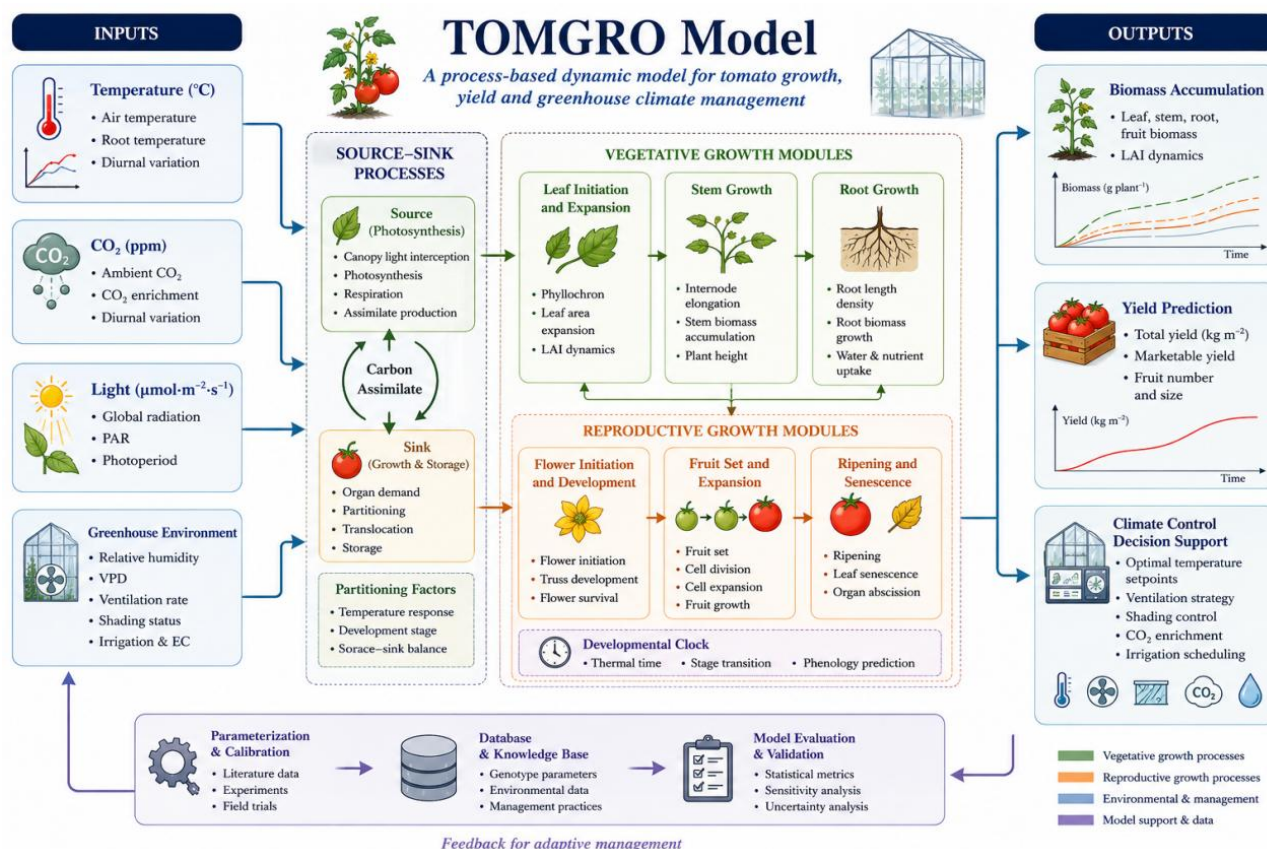 TOMGRO Model
A process-based dynamic model for tomato growth,
yield and greenhouse climate management
INPUTS
Temperature (°C)
• Air temperature
• Root temperature
• Diurnal variation
CO₂
CO₂ (ppm)
• Ambient CO₂
• CO₂ enrichment
• Diurnal variation
Light (μmol·m⁻²·s⁻¹)
• Global radiation
• PAR
• Photoperiod
Greenhouse Environment
• Relative humidity
• VPD
• Ventilation rate
• Shading status
• Irrigation & EC
SOURCE–SINK
PROCESSES
Source
(Photosynthesis)
• Canopy light interception
• Photosynthesis
• Respiration
• Assimilate production
Carbon
Assimilate
Sink
(Growth & Storage)
• Organ demand
• Partitioning
• Translocation
• Storage
Partitioning Factors
• Temperature response
• Development stage
• Sorace–sink balance
VEGETATIVE GROWTH MODULES
Leaf Initiation
and Expansion
• Phyllochron
• Leaf area
expansion
• LAI dynamics
Stem Growth
• Internode
elongation
• Stem biomass
accumulation
• Plant height
Root Growth
• Root length
density
• Root biomass
growth
• Water & nutrient
uptake
REPRODUCTIVE GROWTH MODULES
Flower Initiation
and Development
• Flower initiation
• Truss development
• Flower survival
Fruit Set and
Expansion
• Fruit set
• Cell division
• Cell expansion
• Fruit growth
Ripening and
Senescence
• Ripening
• Leaf senescence
• Organ abscission
Developmental Clock
• Thermal time • Stage transition • Phenology prediction
OUTPUTS
Biomass Accumulation
• Leaf, stem, root,
fruit biomass
• LAI dynamics
Biomass (g plant⁻¹)
Time
Yield Prediction
• Total yield (kg m⁻²)
• Marketable yield
• Fruit number
and size
Yield (kg m⁻²)
Time
Climate Control
Decision Support
• Optimal temperature
setpoints
• Ventilation strategy
• Shading control
• CO₂ enrichment
• Irrigation scheduling
CO₂
Parameterization
& Calibration
• Literature data
• Experiments
• Field trials
Database
& Knowledge Base
• Genotype parameters
• Environmental data
• Management practices
Model Evaluation
& Validation
• Statistical metrics
• Sensitivity analysis
• Uncertainty analysis
Feedback for adaptive management
Vegetative growth processes
Reproductive growth processes
Environmental & management
Model support & data